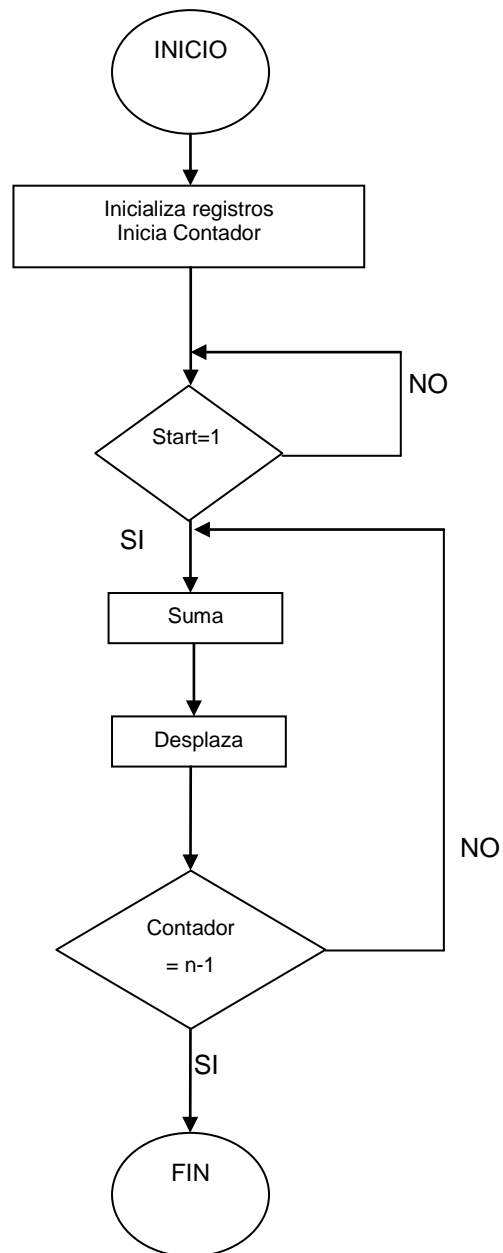 INICIO
Inicializa registros
Inicia Contador
NO
Start=1
SI
Suma
Desplaza
NO
Contador
= n-1
SI
FIN